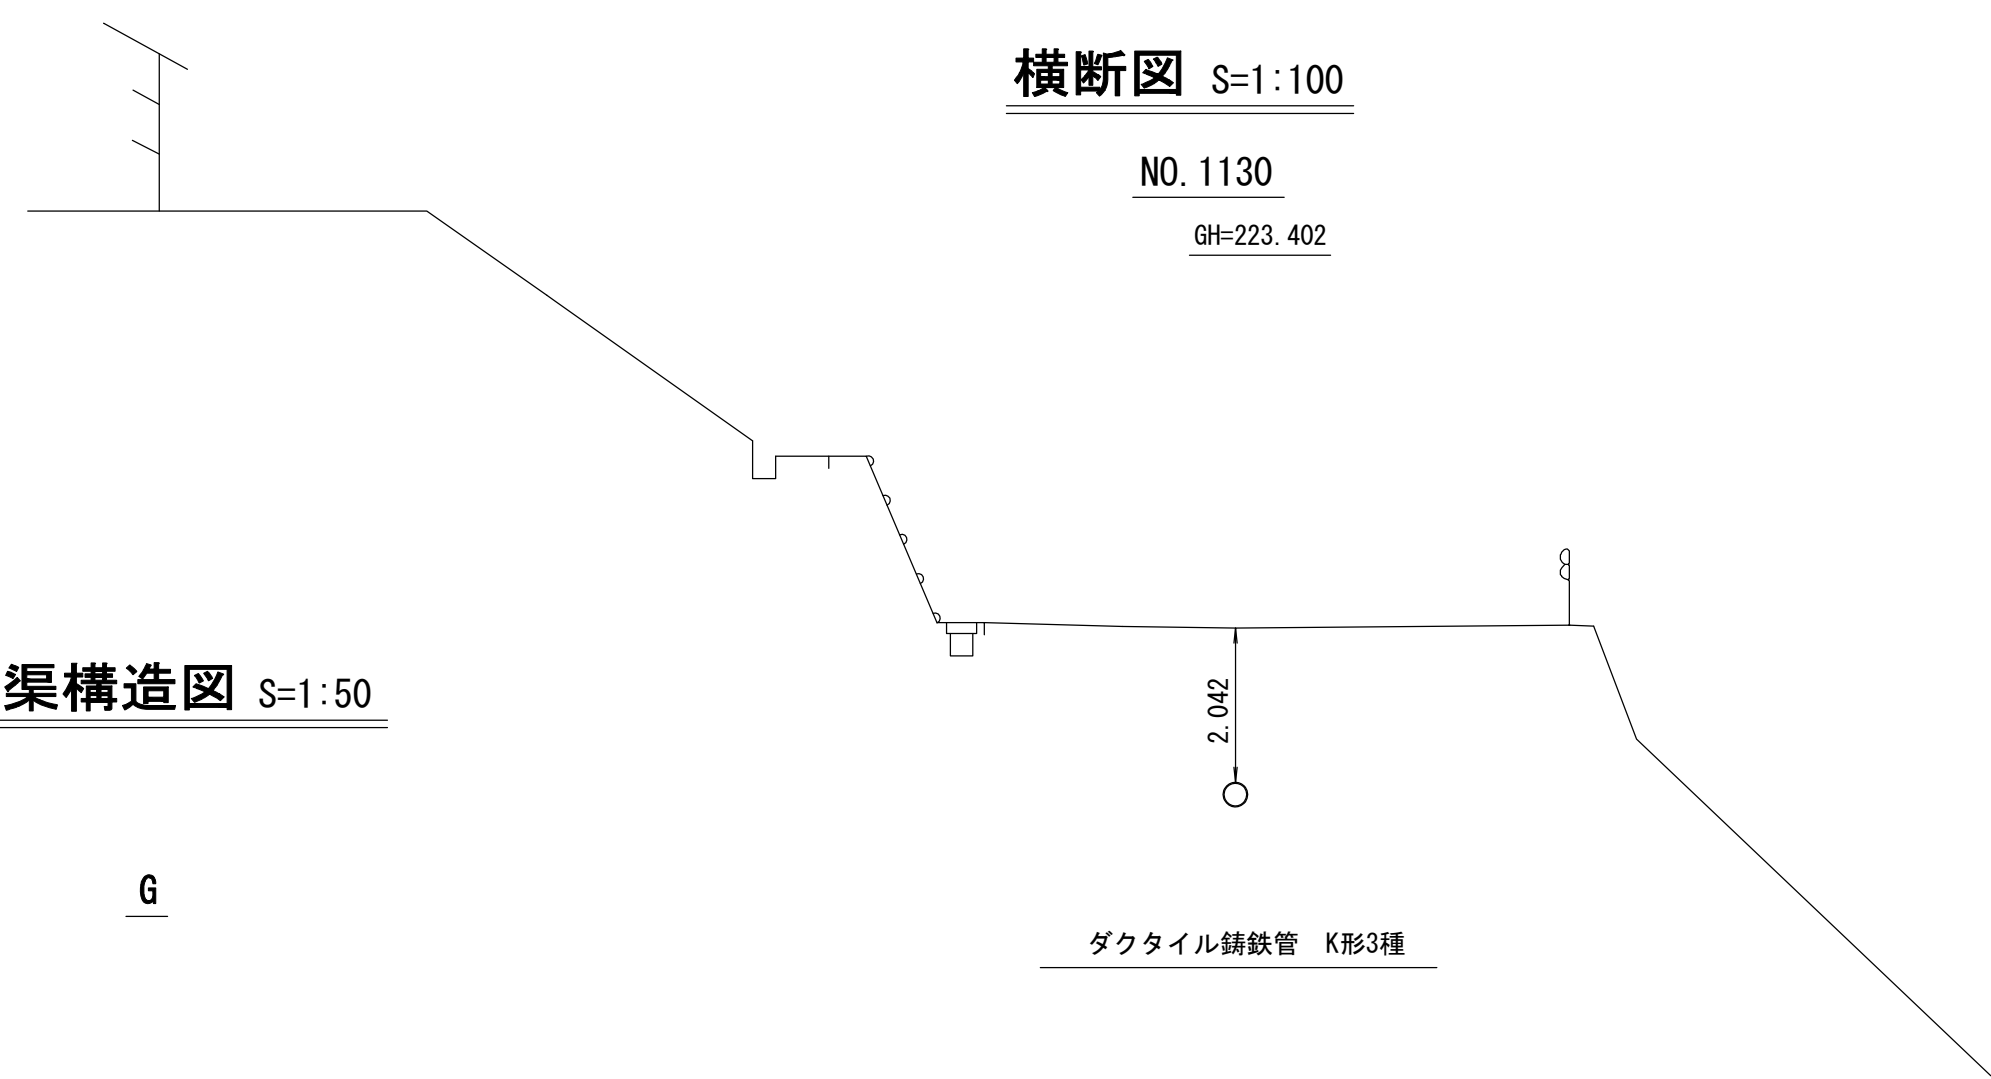 横断図 S=1:100
NO.1130
GH=223.402
2.042
渠構造図 S=1:50
G
ダクタイル鋳鉄管　K形3種